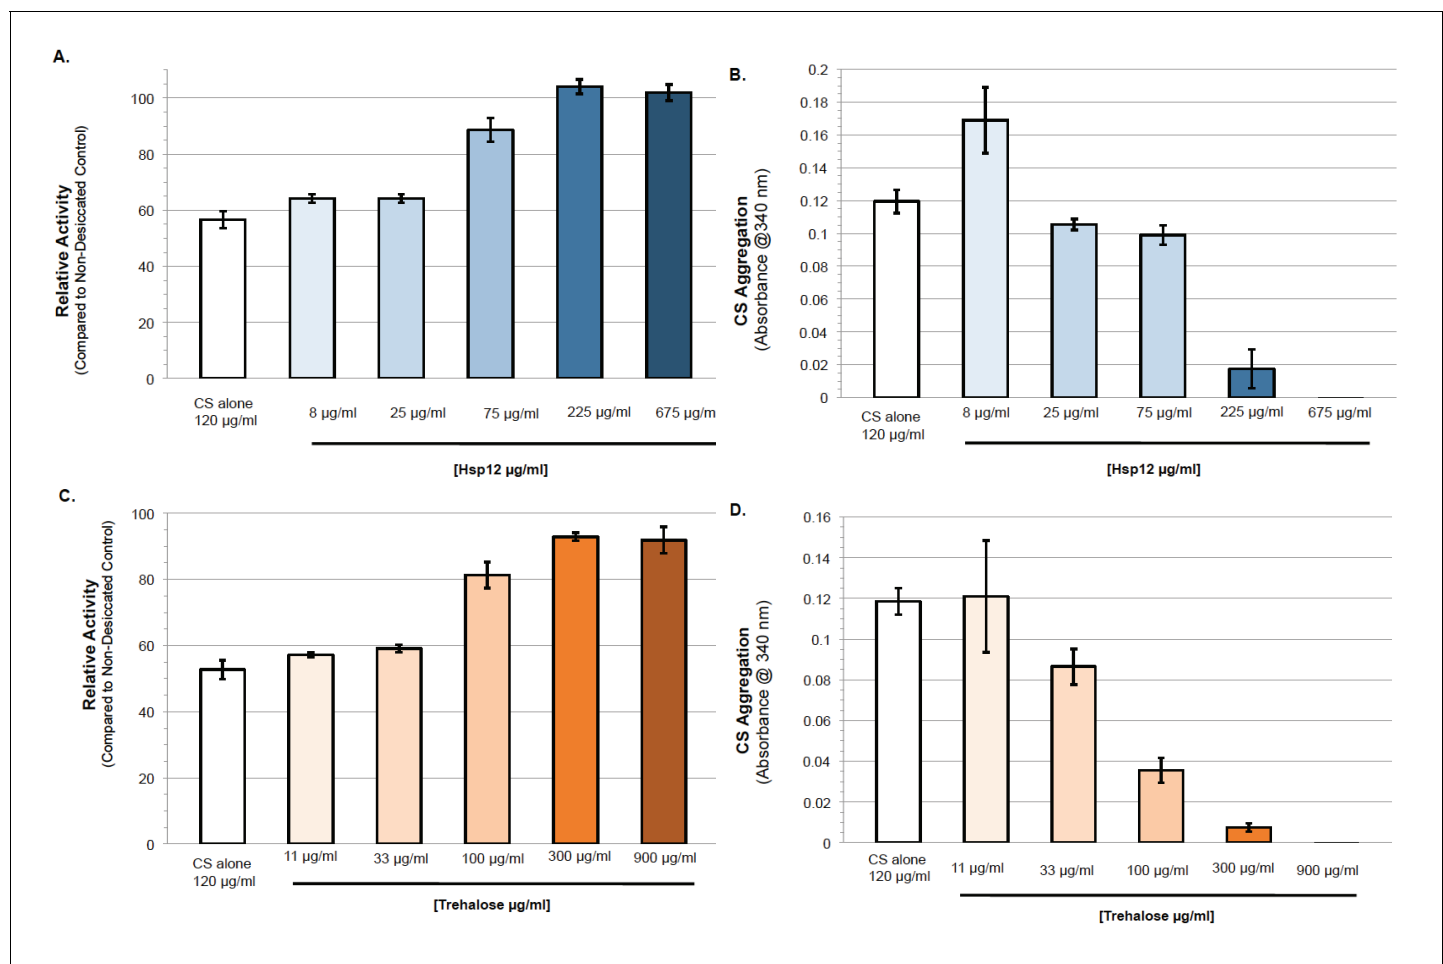 A.
Relative Activity
(Compared to Non-Desiccated Control)
100
80
60
40
20
0
CS alone
120 µg/ml
8 µg/ml
25 µg/ml
75 µg/ml
225 µg/ml
675 µg/m
[Hsp12 µg/ml]
B.
CS Aggregation
(Absorbance @340 nm)
0.2
0.18
0.16
0.14
0.12
0.1
0.08
0.06
0.04
0.02
0
CS alone
120 µg/ml
8 µg/ml
25 µg/ml
75 µg/ml
225 µg/ml
675 µg/ml
[Hsp12 µg/ml]
C.
Relative Activity
(Compared to Non-Desiccated Control)
100
80
60
40
20
0
CS alone
120 µg/ml
11 µg/ml
33 µg/ml
100 µg/ml
300 µg/ml
900 µg/ml
[Trehalose µg/ml]
D.
CS Aggregation
(Absorbance @ 340 nm)
0.16
0.14
0.12
0.1
0.08
0.06
0.04
0.02
0
CS alone
120 µg/ml
11 µg/ml
33 µg/ml
100 µg/ml
300 µg/ml
900 µg/ml
[Trehalose µg/ml]